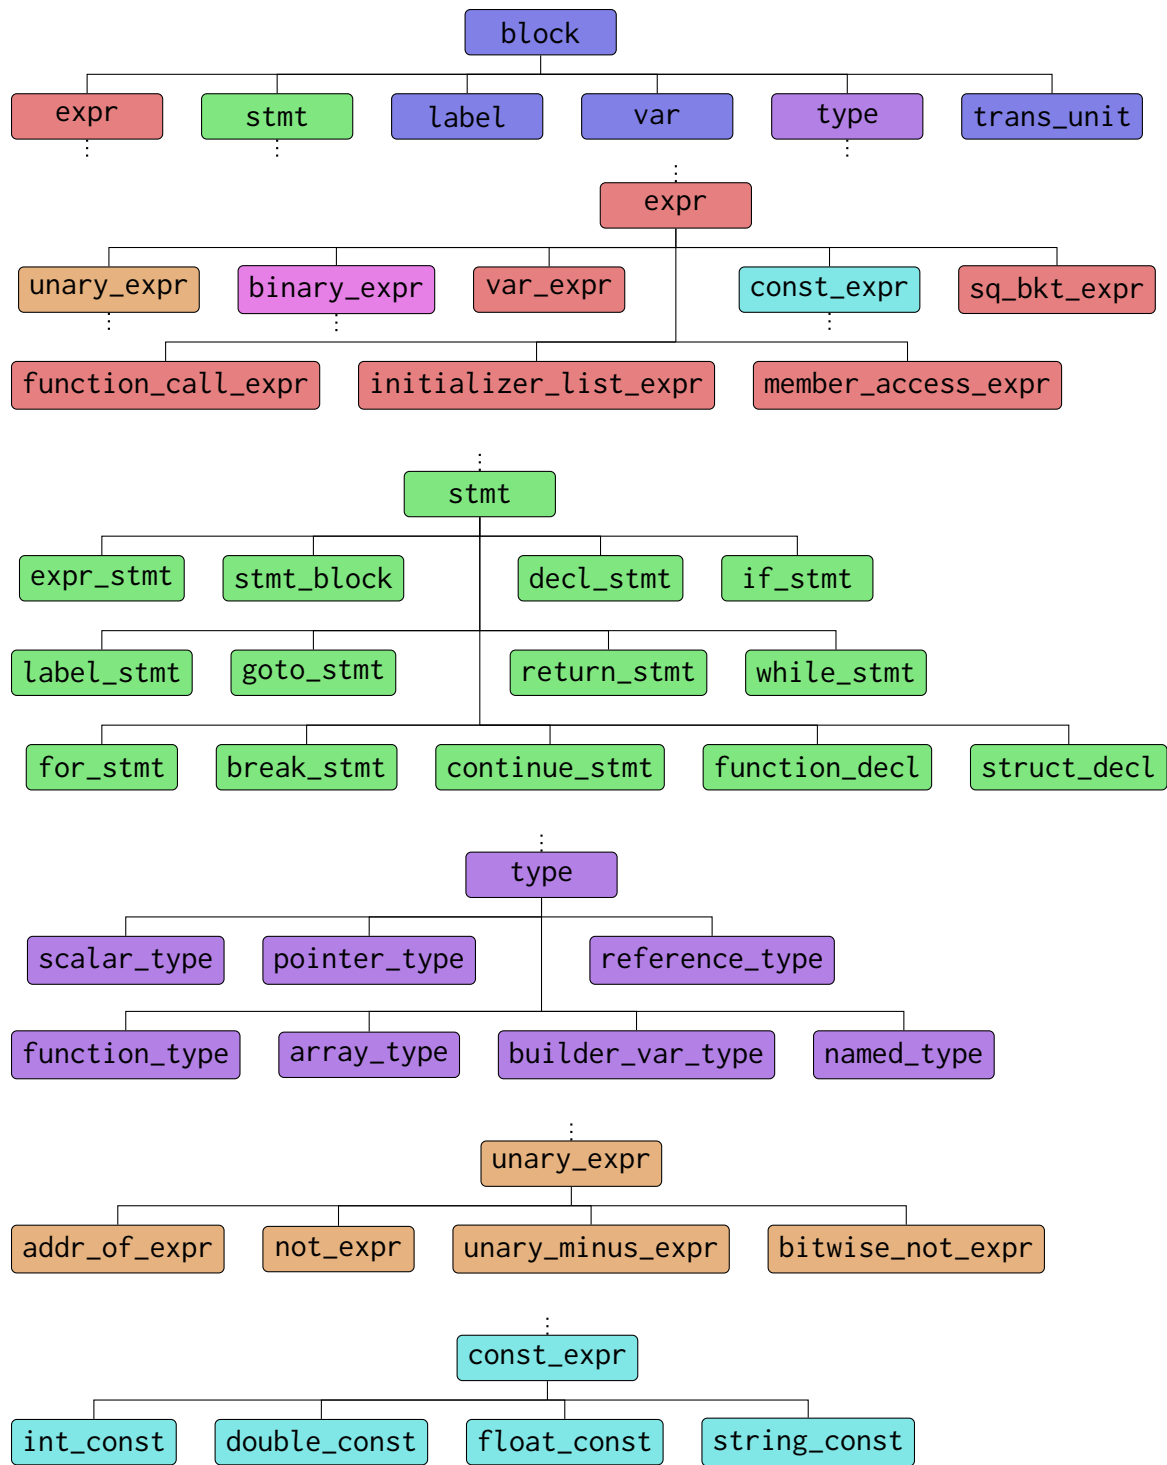 block
expr stmt label var type trans_unit
expr
unary_expr binary_expr var_expr const_expr sq_bkt_expr
function_call_expr initializer_list_expr member_access_expr
stmt
expr_stmt stmt_block decl_stmt if_stmt
label_stmt goto_stmt return_stmt while_stmt
for_stmt break_stmt continue_stmt function_decl struct_decl
type
scalar_type pointer_type reference_type
function_type array_type builder_var_type named_type
unary_expr
addr_of_expr not_expr unary_minus_expr bitwise_not_expr
const_expr
int_const double_const float_const string_const